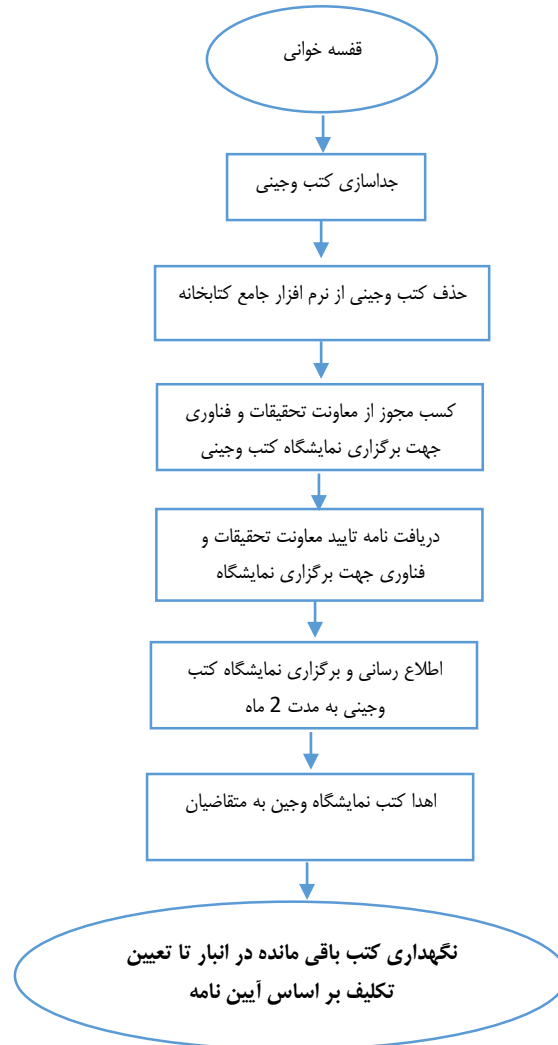 قفسه خوانی
جداسازی کتب وجینی
حذف کتب وجینی از نرم افزار جامع کتابخانه
کسب مجوز از معاونت تحقیقات و فناوری
جهت برگزاری نمایشگاه کتب وجینی
دریافت نامه تایید معاونت تحقیقات و
فناوری جهت برگزاری نمایشگاه
اطلاع رسانی و برگزاری نمایشگاه کتب
وجینی به مدت 2 ماه
اهدا کتب نمایشگاه وجین به متقاضیان
نگهداری کتب باقی مانده در انبار تا تعیین
تکلیف بر اساس آیین نامه